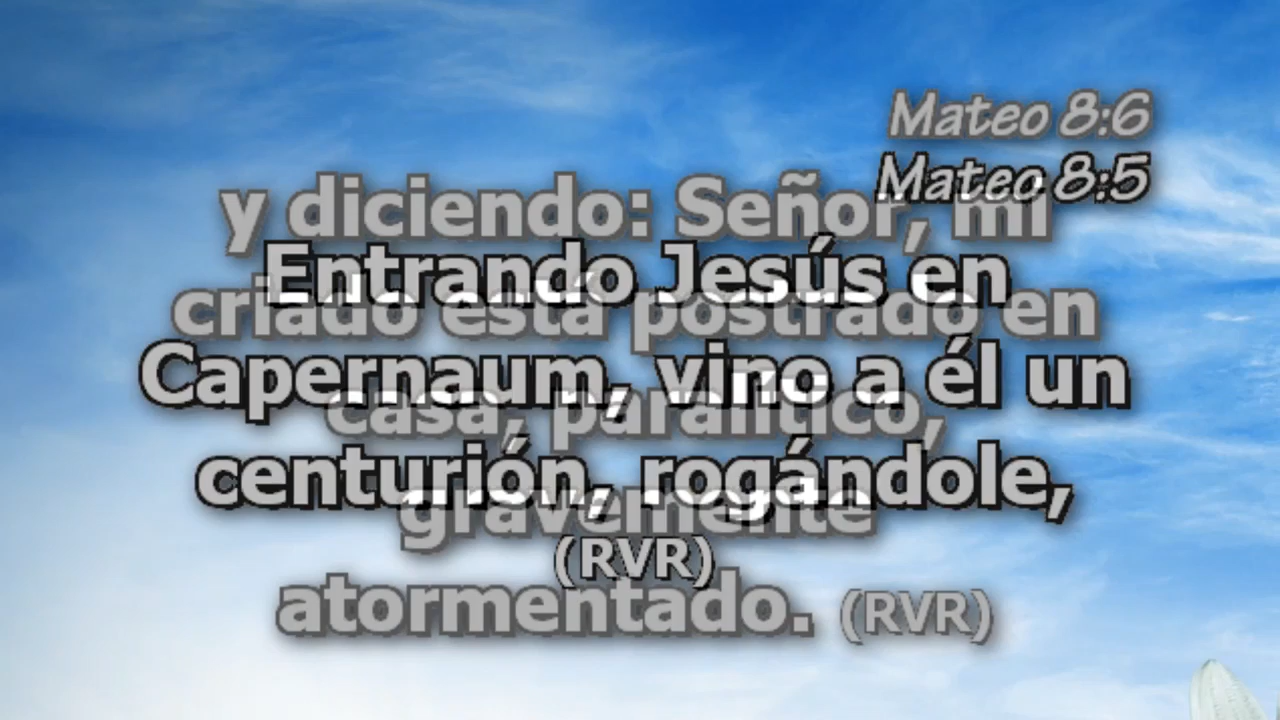 Mateo 8:6
Mateo 8:5
y diciendo: Señor, mi
Entrando Jesús en
criado está postrado en
Capernaum, vino a él un
casa, paralítico,
centurión, rogándole,
gravemente
(RVR)
atormentado. (RVR)